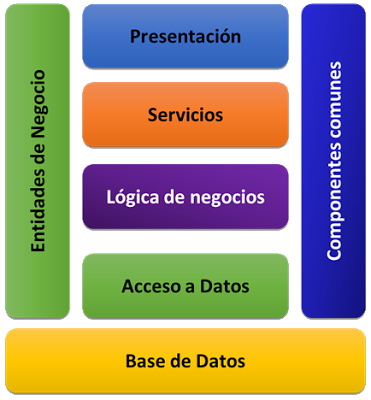 Presentación
Entidades de Negocio
Servicios
Componentes comunes
Lógica de negocios
Acceso a Datos
Base de Datos